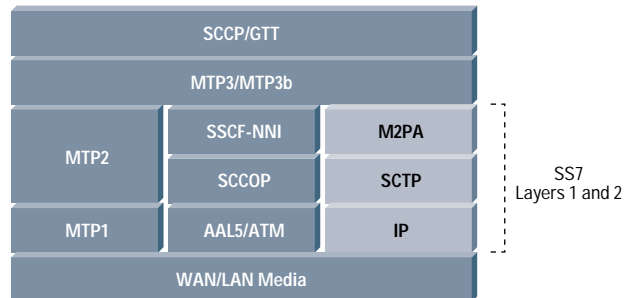 SCCP/GTT
MTP3/MTP3b
MTP2
SSCF-NNI
M2PA
SCCOP
SCTP
SS7
Layers 1 and 2
MTP1
AAL5/ATM
IP
WAN/LAN Media